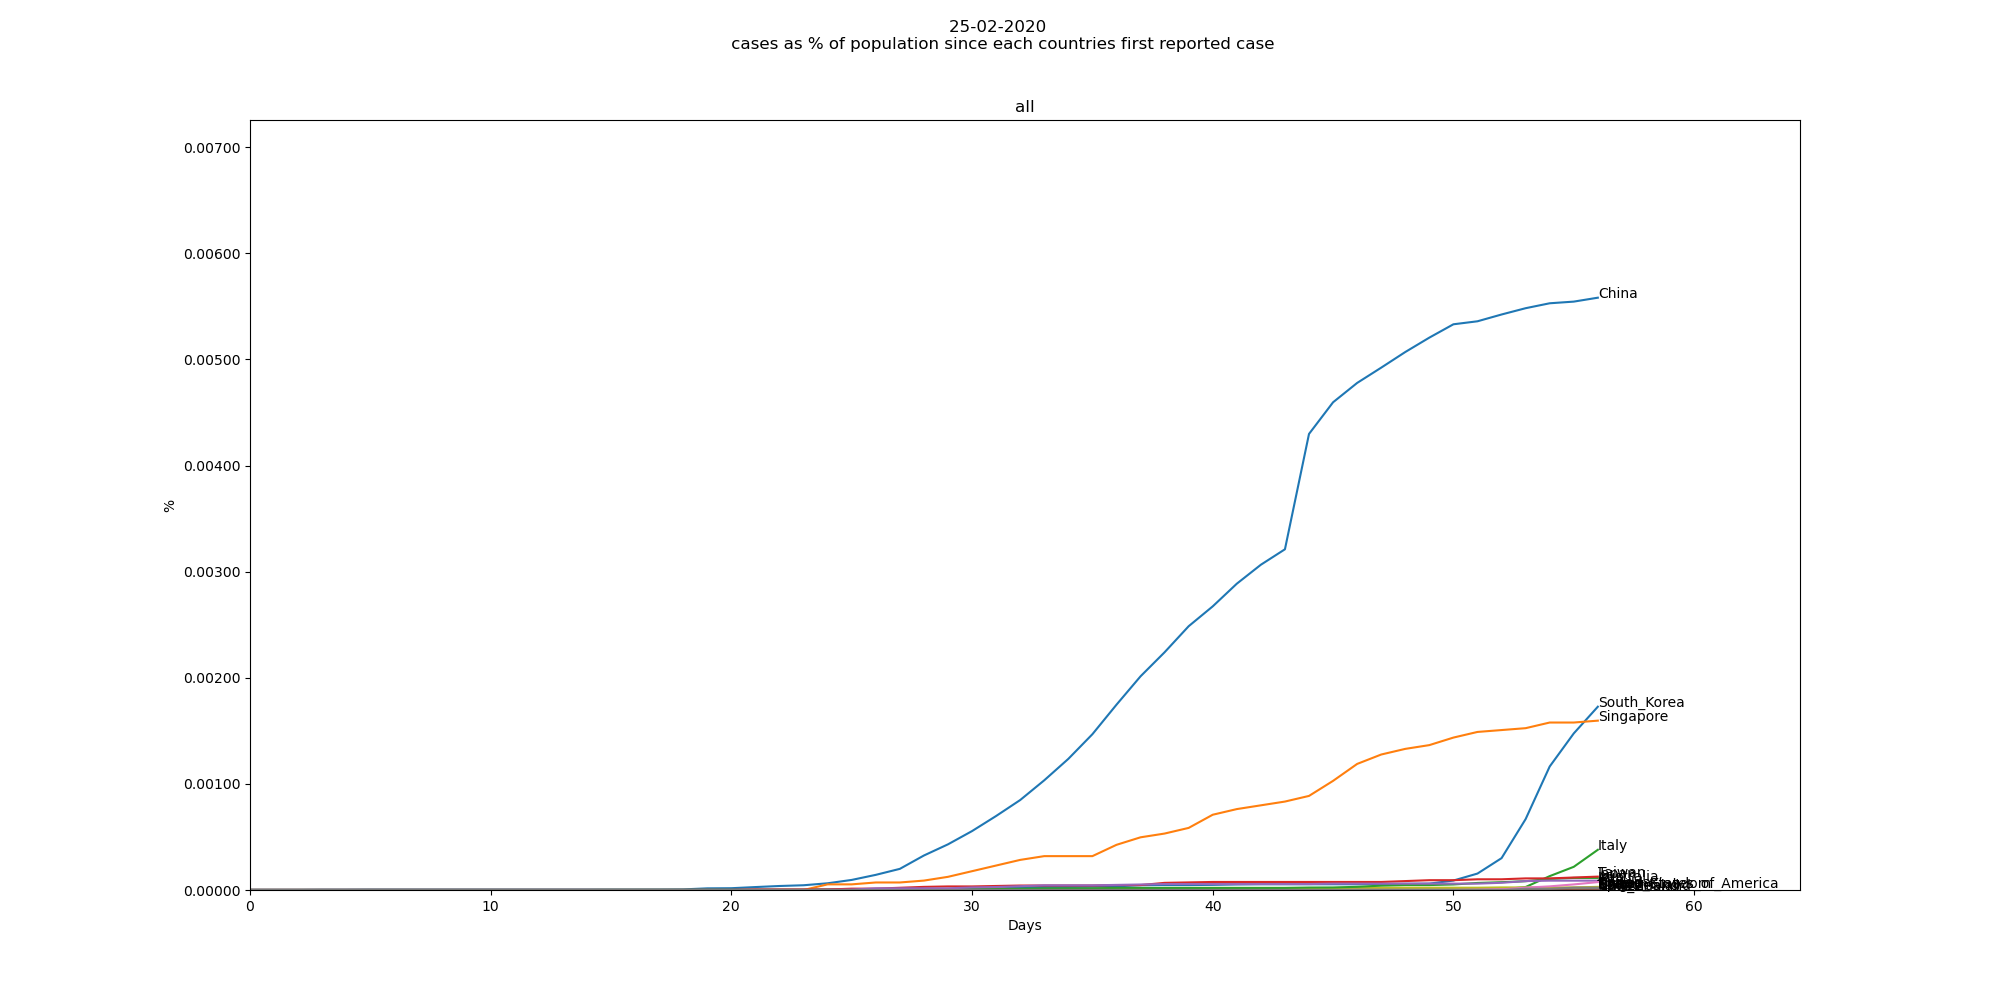 25-02-2020
cases as % of population since each countries first reported case
all
0.00700
0.00600
0.00500
0.00400
0.00300
0.00200
0.00100
0.00000
%
China
South_Korea
Singapore
Italy
Taiwan
of_America
0
10
20
30
40
50
60
Days